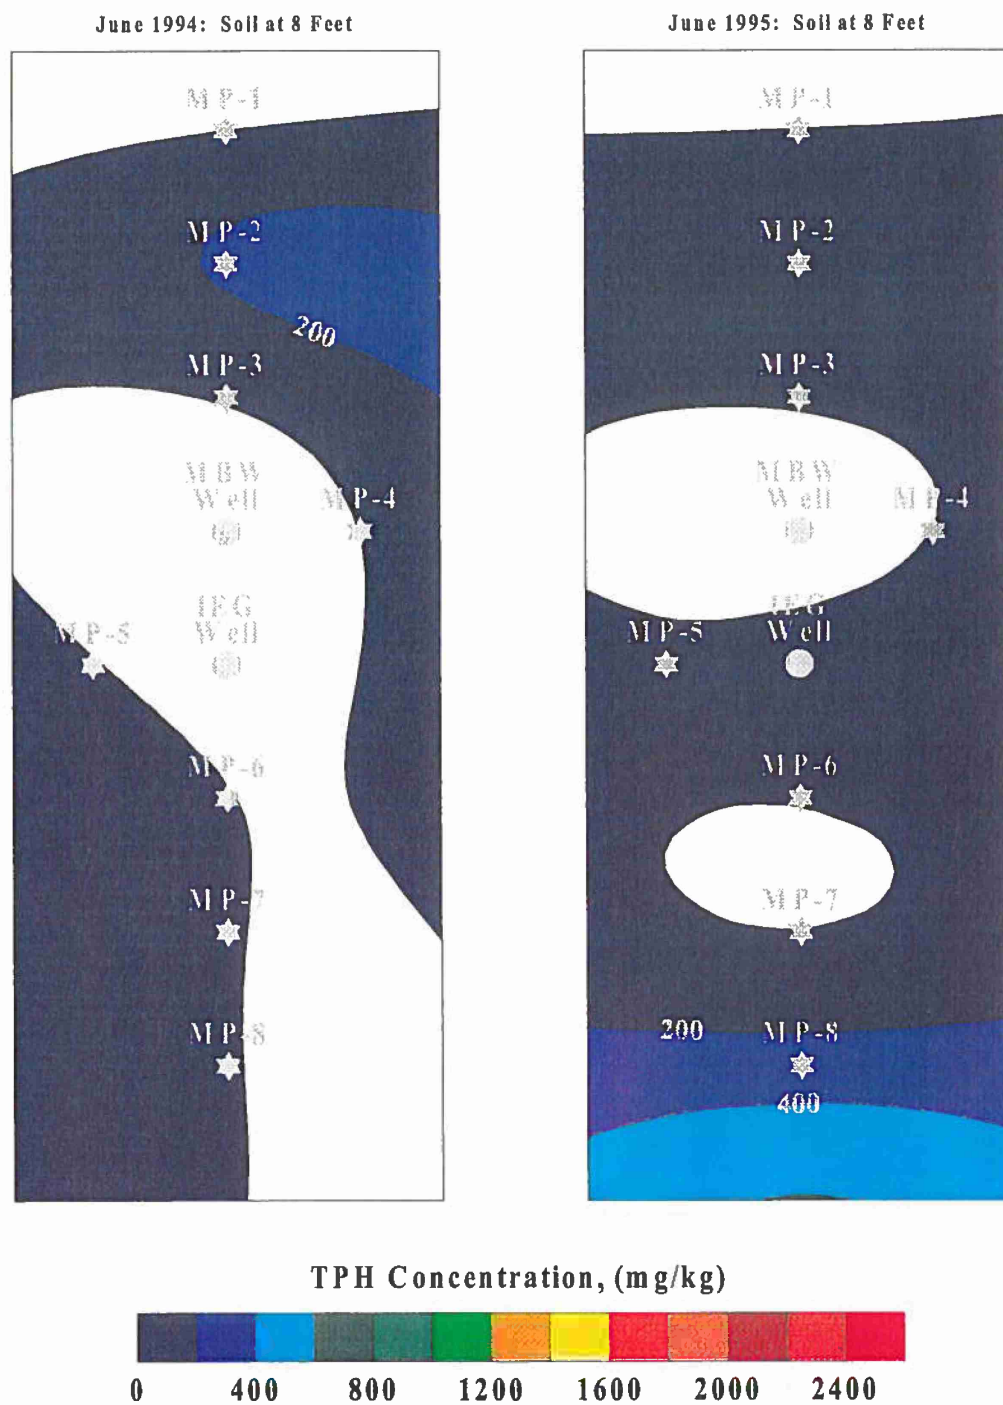 June 1994: Soil at 8 Feet
MP-1
MP-2
200
MP-3
Well
MP-4
MP-5
Well
MP-6
MP-7
MP-8
June 1995: Soil at 8 Feet
MP-1
MP-2
MP-3
MBW
Well
MP-4
IEG
Well
MP-5
MP-6
MP-7
200
MP-8
400
TPH Concentration, (mg/kg)
0 400 800 1200 1600 2000 2400